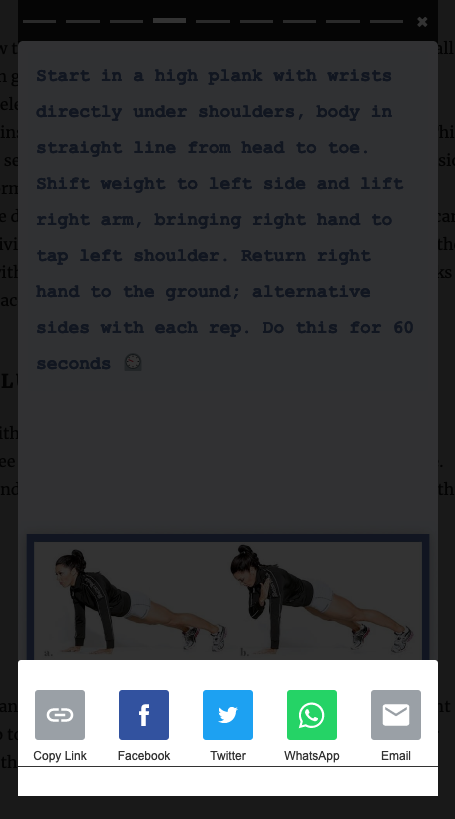 Start in a high plank with wrists
directly under shoulders, body in
straight line from head to toe.
Shift weight to left side and lift
right arm, bringing right hand to
tap left shoulder. Return right
hand to the ground; alternative
sides with each rep. Do this for 60
seconds
a.
b.
Copy Link
Facebook
Twitter
WhatsApp
Email